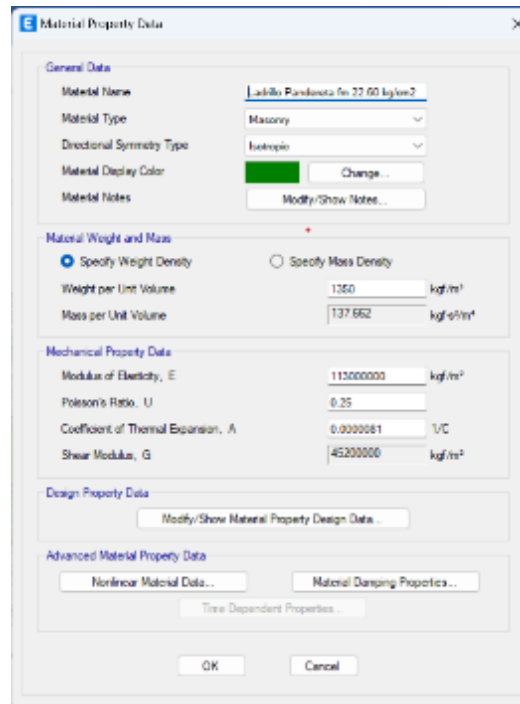 E Material Property Data
General Data
Material Name Ladrillo Pandereta fm 22.60 kg/cm2
Material Type Masonry
Directional Symmetry Type Isotropic
Material Display Color Change...
Material Notes Modify/Show Notes...
Material Weight and Mass
Specify Weight Density Specify Mass Density
Weight per Unit Volume 1350 kgf/m³
Mass per Unit Volume 137.662 kgf-s²/m⁴
Mechanical Property Data
Modulus of Elasticity, E 113000000 kgf/m²
Poisson's Ratio, U 0.25
Coefficient of Thermal Expansion, A 0.0000081 1/C
Shear Modulus, G 45200000 kgf/m²
Design Property Data
Modify/Show Material Property Design Data...
Advanced Material Property Data
Nonlinear Material Data... Material Damping Properties...
Time Dependent Properties...
OK Cancel